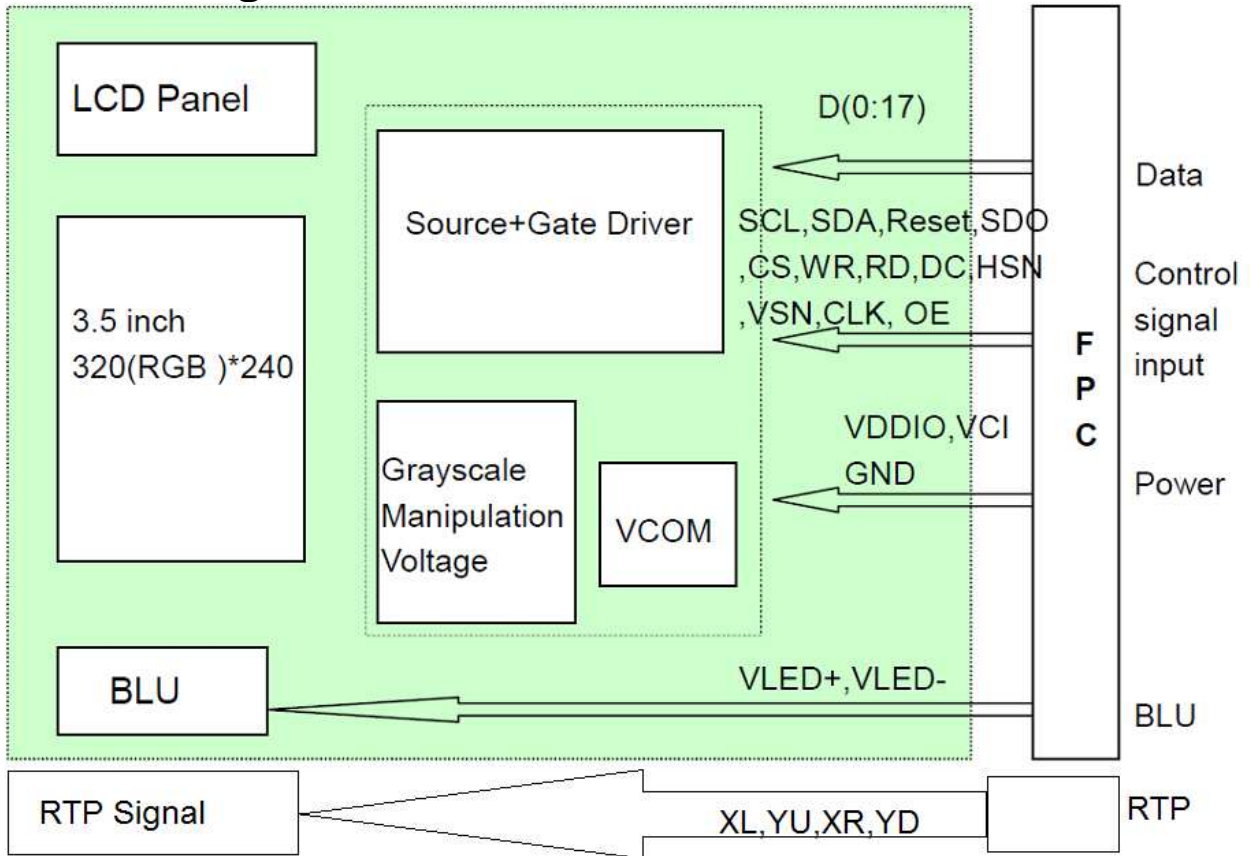 LCD Panel
D(0:17)
Data
Source+Gate Driver
SCL,SDA,Reset,SDO
,CS,WR,RD,DC,HSN
,VSN,CLK, OE
Control
signal
input
3.5 inch
320(RGB )*240
F
P
C
VDDIO,VCI
GND
Power
Grayscale
Manipulation
Voltage
VCOM
BLU
VLED+,VLED-
BLU
RTP Signal
XL,YU,XR,YD
RTP